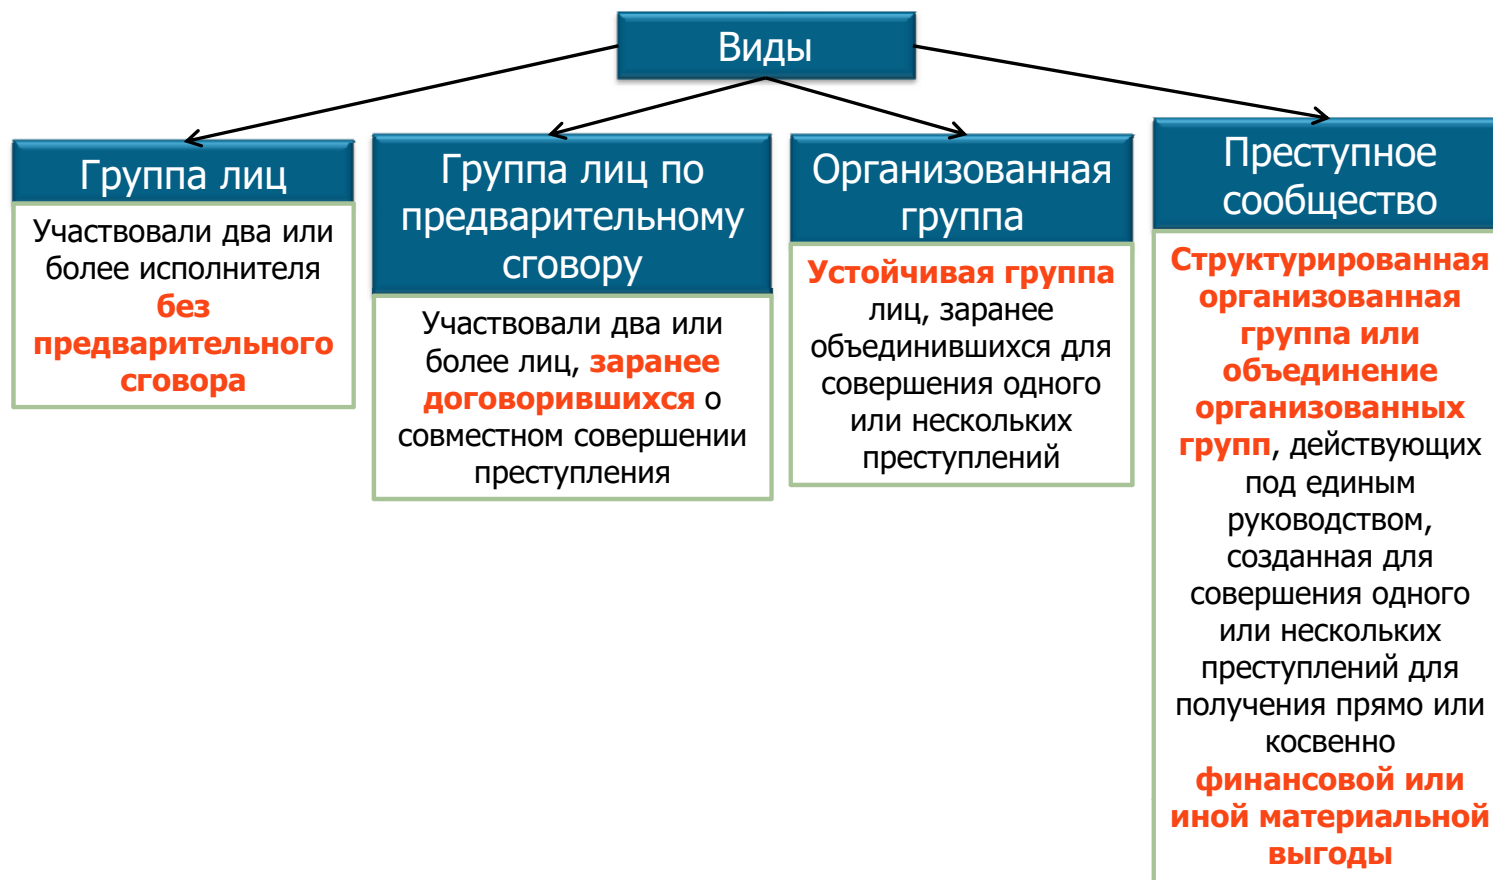 Виды
Группа лиц
Участвовали два или
более исполнителя
без
предварительного
сговора
Группа лиц по
предварительному
сговору
Участвовали два или
более лиц, заранее
договорившихся о
совместном совершении
преступления
Организованная
группа
Устойчивая группа
лиц, заранее
объединившихся для
совершения одного
или нескольких
преступлений
Преступное
сообщество
Структурированная
организованная
группа или
объединение
организованных
групп, действующих
под единым
руководством,
созданная для
совершения одного
или нескольких
преступлений для
получения прямо или
косвенно
финансовой или
иной материальной
выгоды